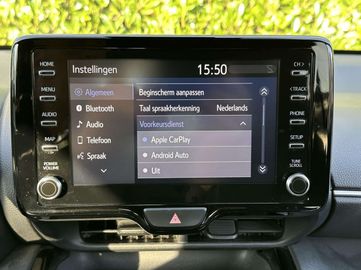 Instellingen 15:50
HOME
MENU
AUDIO
MAP
POWER
VOLUME
Algemeen
Bluetooth
Audio
Telefoon
Spraak
Beginscherm aanpassen
Taal spraakherkenning Nederlands
Voorkeursdienst
Apple CarPlay
Android Auto
Uit
CH >
TRACK
PHONE
SETUP
TUNE
SCROLL